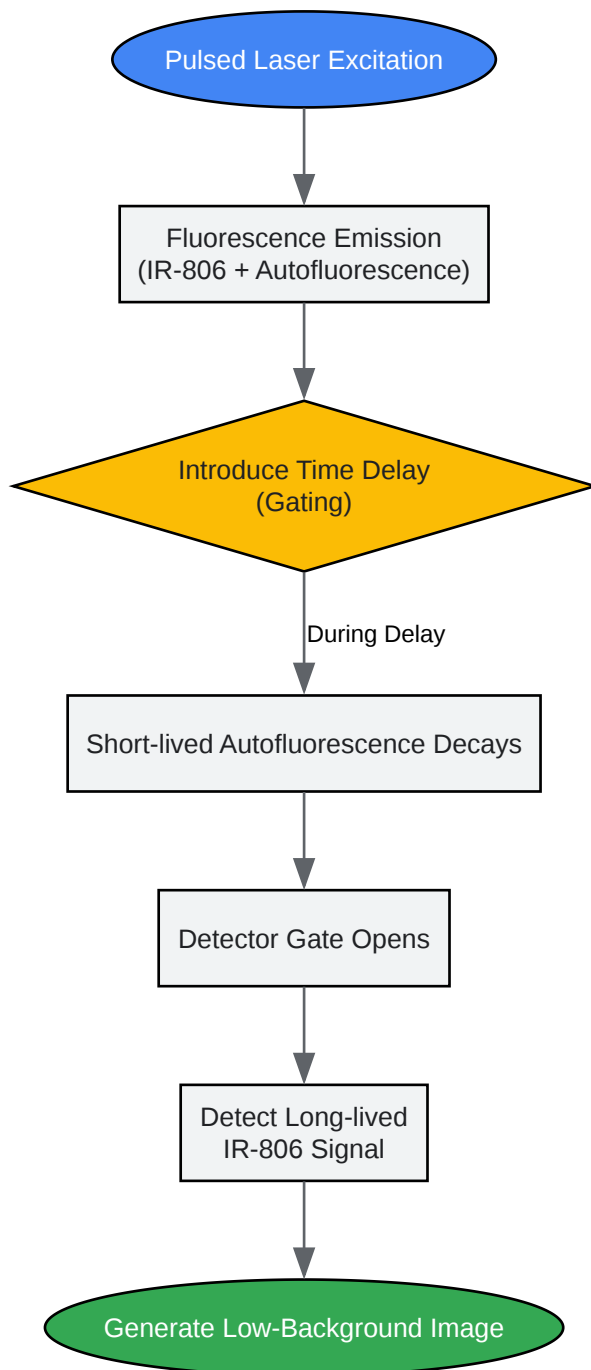 Pulsed Laser Excitation
Fluorescence Emission
(IR-806 + Autofluorescence)
Introduce Time Delay
(Gating)
During Delay
Short-lived Autofluorescence Decays
Detector Gate Opens
Detect Long-lived
IR-806 Signal
Generate Low-Background Image